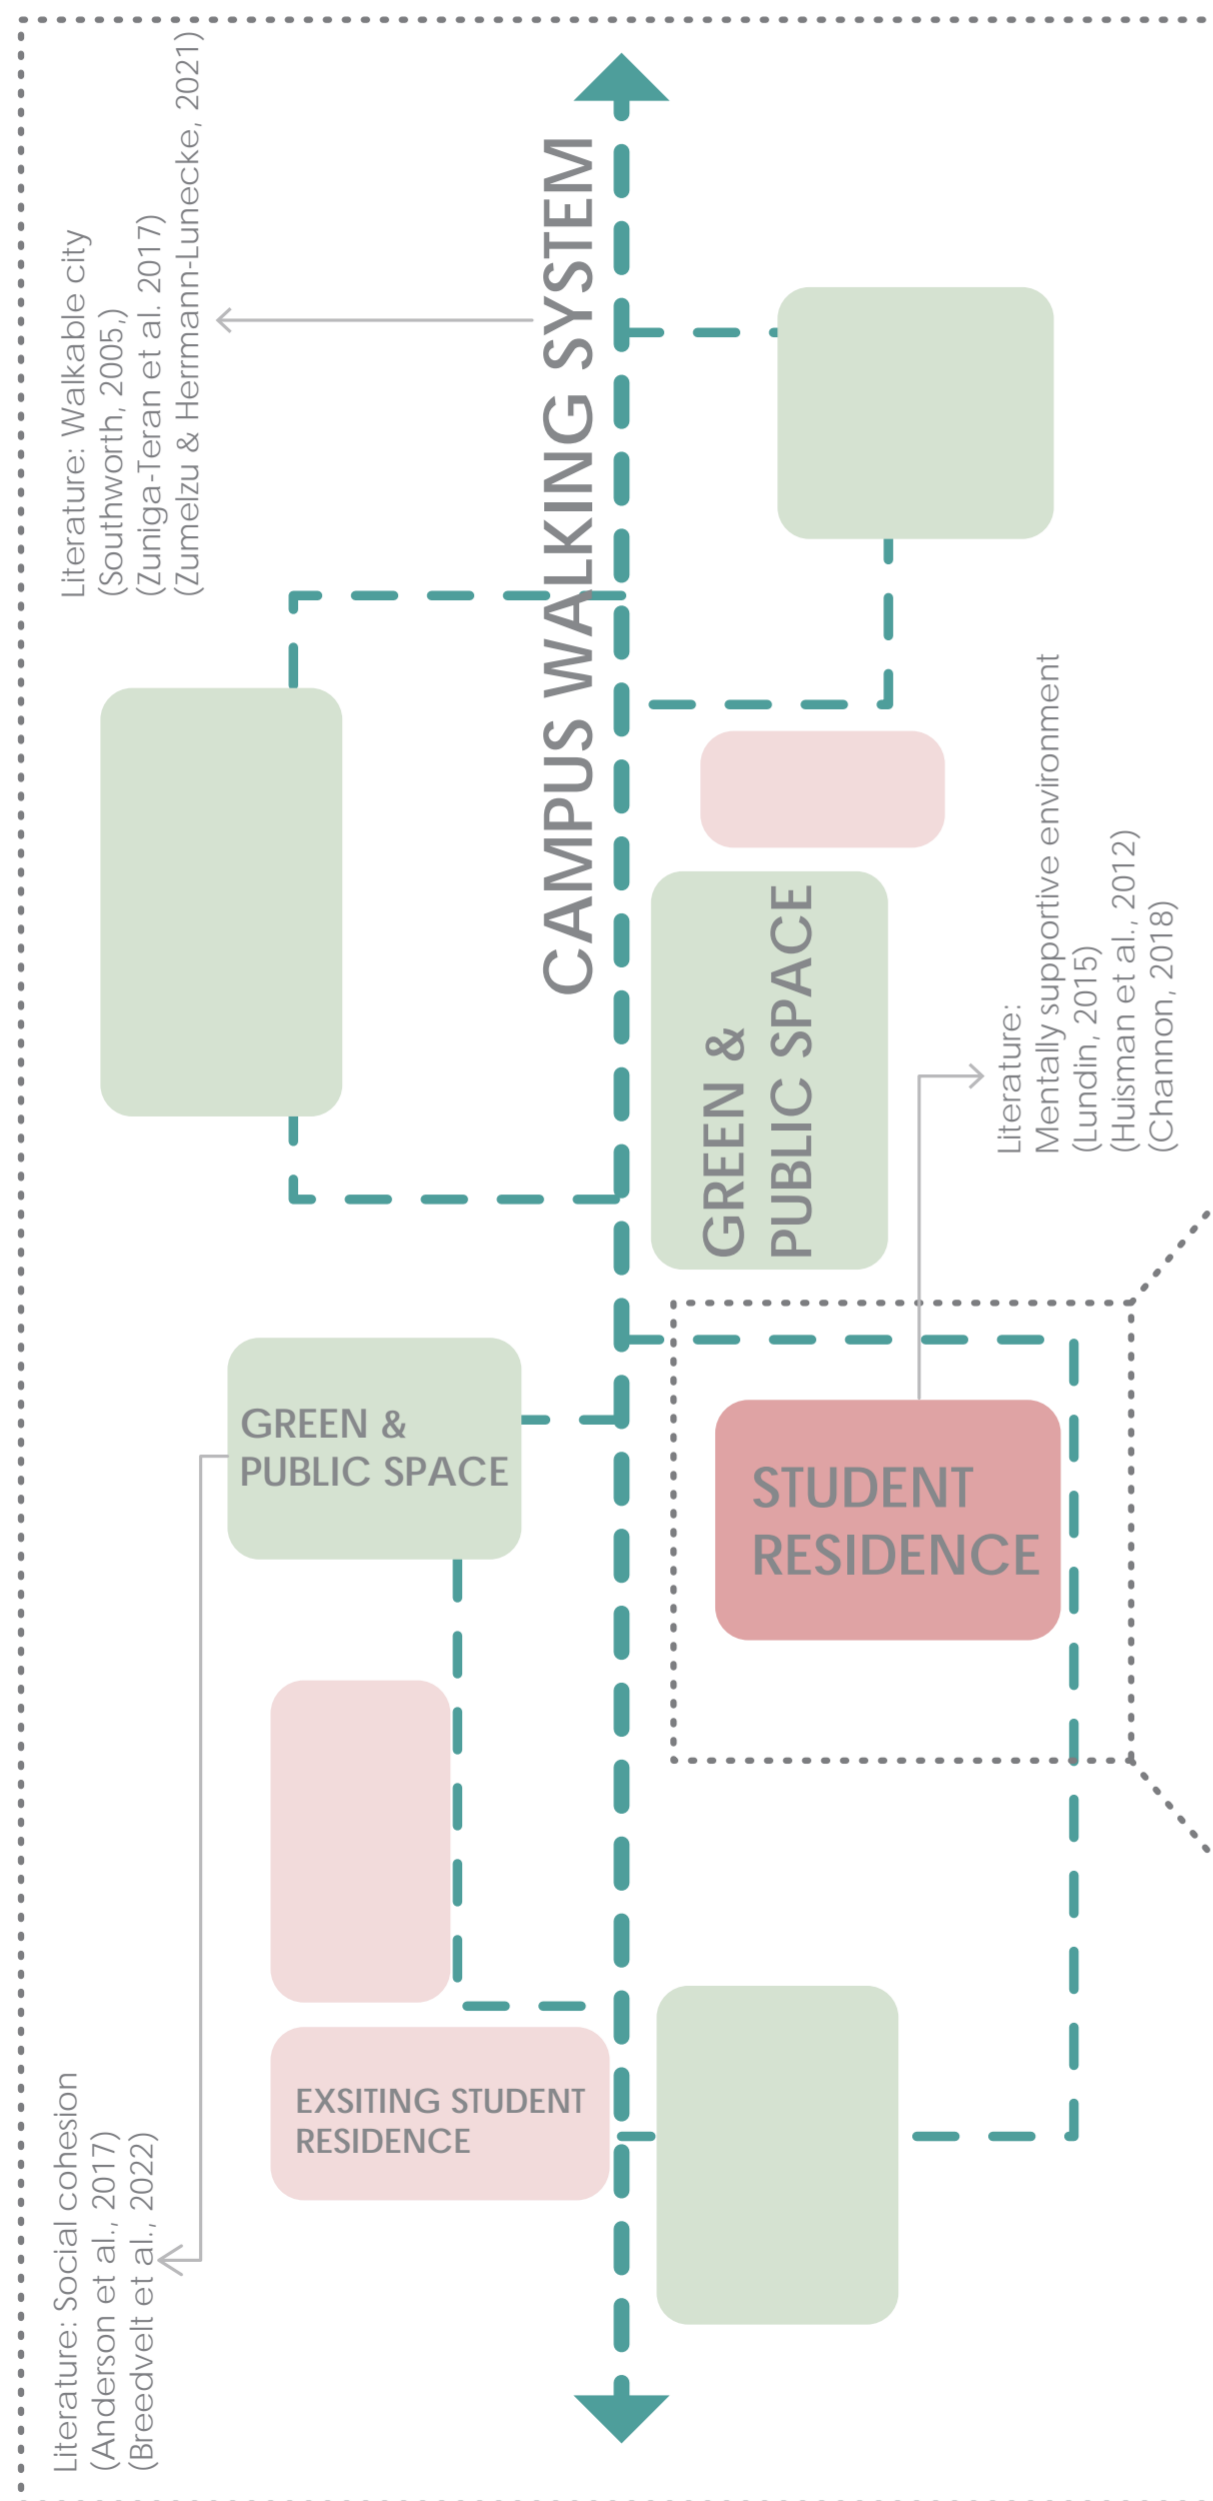 Literature: Walkable city
(Southworth, 2005,)
(Zuniga-Teran et al. 2017)
(Zumelzu & Herrmann-Lunecke, 2021)
CAMPUS WALKING SYSTEM
GREEN &
PUBLIC SPACE
Literature:
Mentally supportive environment
(Lundin, 2015)
(Huisman et al., 2012)
(Channon, 2018)
GREEN &
PUBLIC SPACE
STUDENT
RESIDENCE
EXSITING STUDENT
RESIDENCE
Literature: Social cohesion
(Anderson et al., 2017)
(Breedvelt et al., 2022)